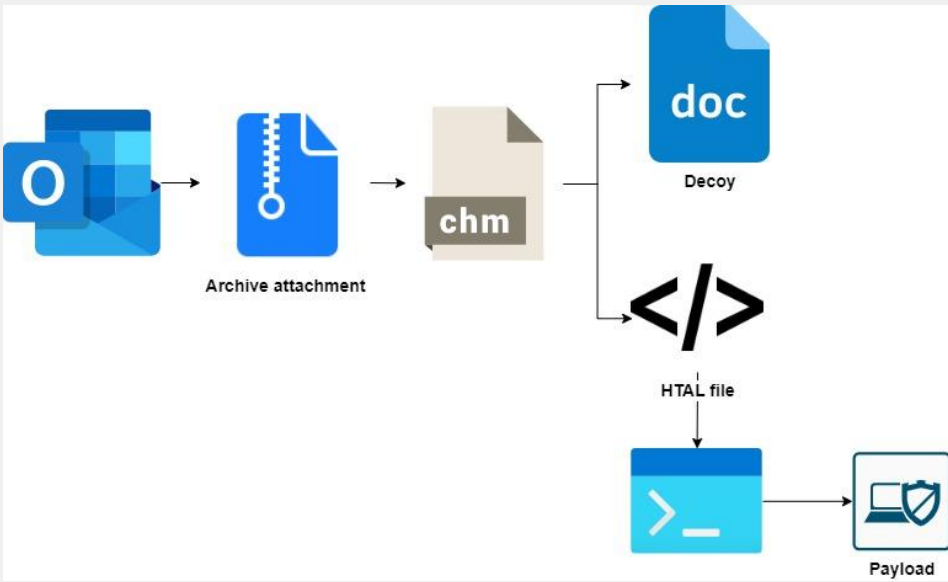 doc
Decoy
O
chm
Archive attachment
</>
HTAL file
>_
Payload